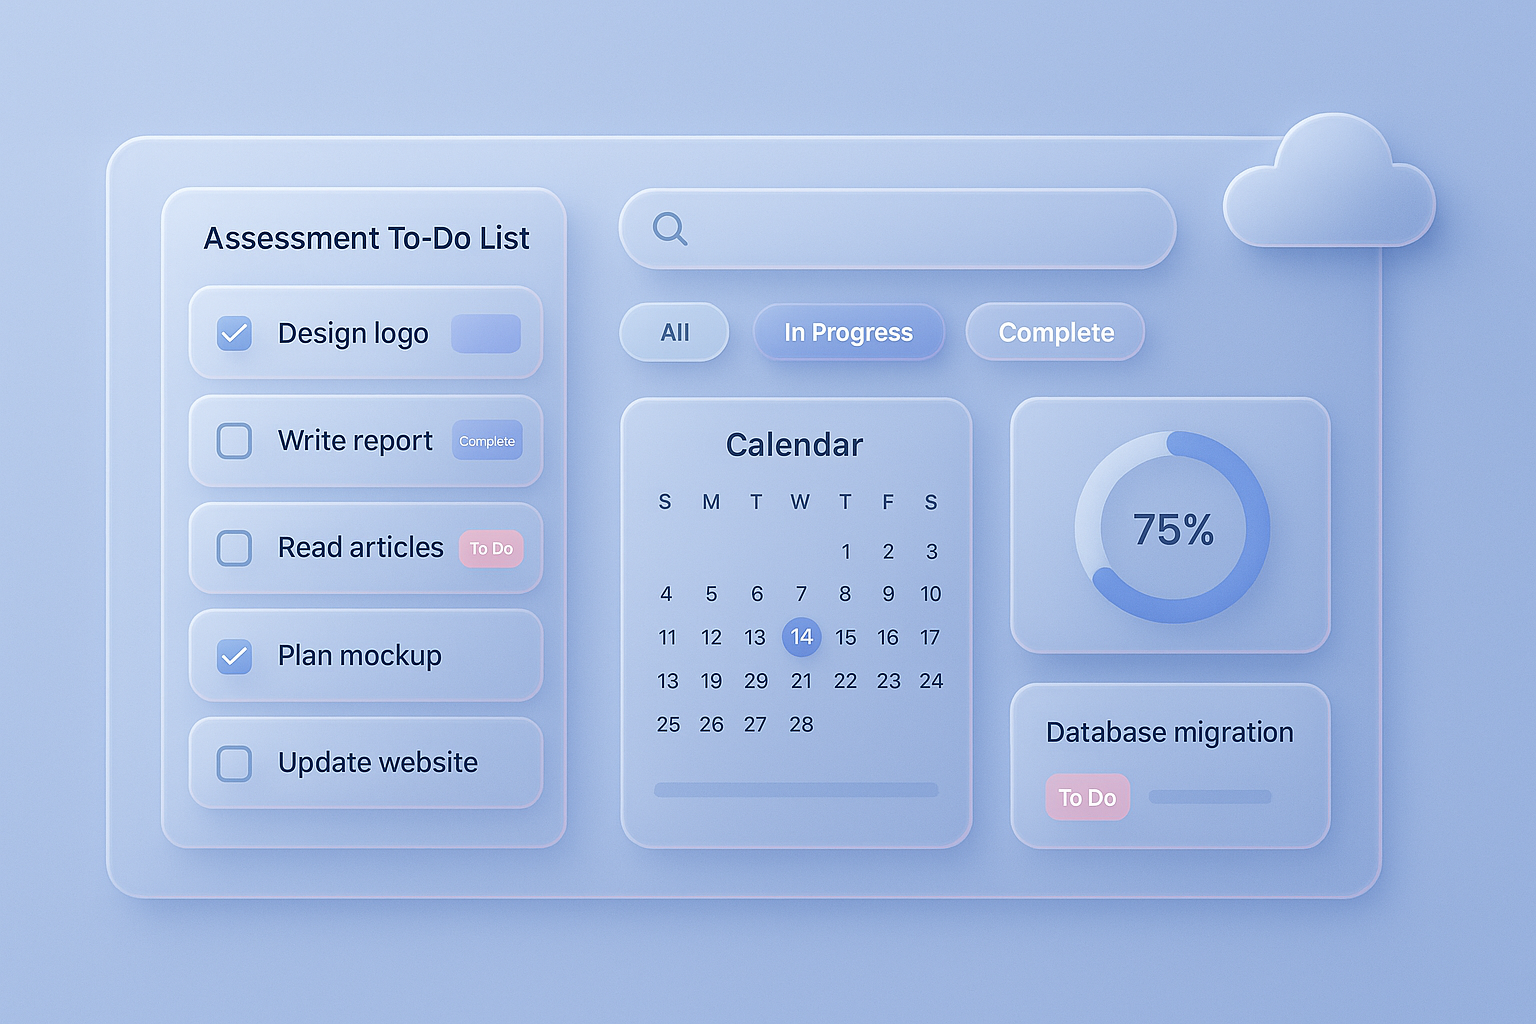 Assessment To-Do List
Design logo
Write report Complete
Read articles To Do
Plan mockup
Update website
All In Progress Complete
Calendar
S M T W T F S
1 2 3
4 5 6 7 8 9 10
11 12 13 14 15 16 17
13 19 29 21 22 23 24
25 26 27 28
75%
Database migration
To Do